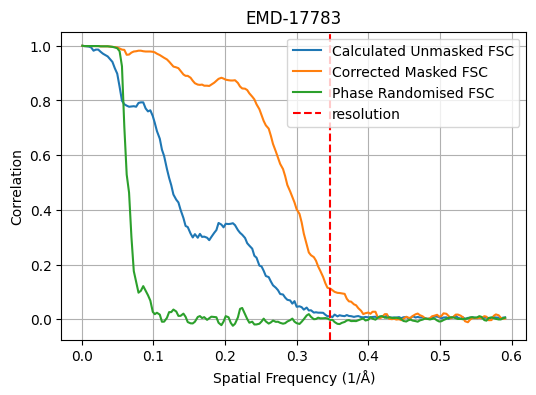 EMD-17783
Calculated Unmasked FSC
Corrected Masked FSC
Phase Randomised FSC
resolution
Correlation
1.0
0.8
0.6
0.4
0.2
0.0
0.0 0.1 0.2 0.3 0.4 0.5 0.6
Spatial Frequency (1/Å)